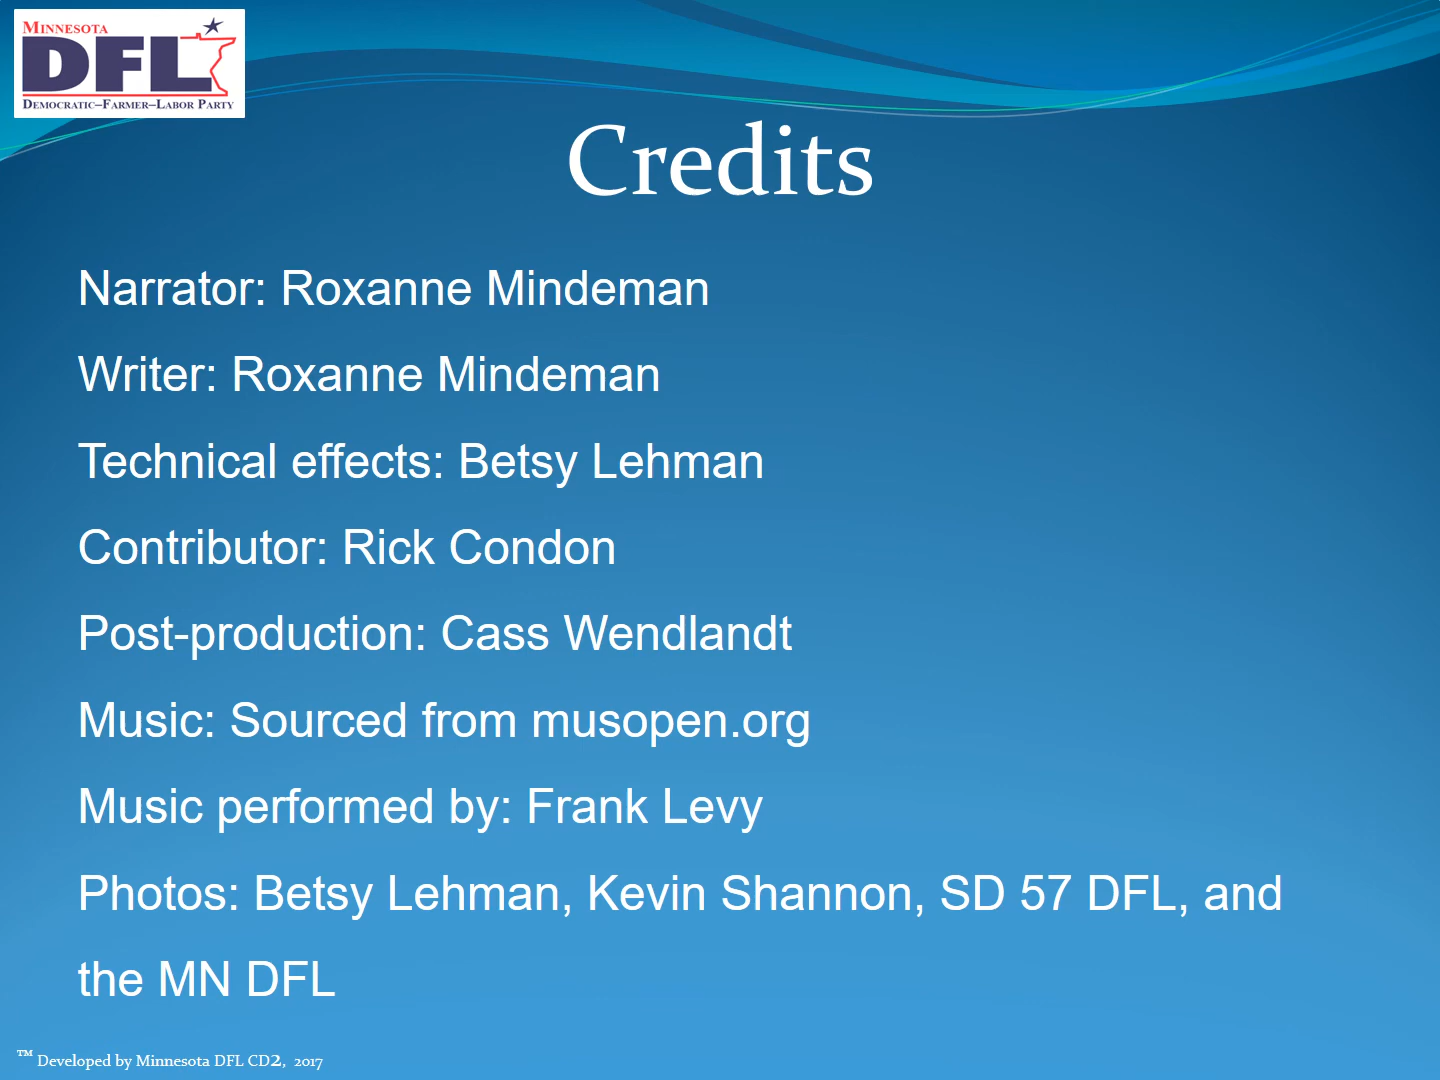 MINNESOTA
DFL
DEMOCRATIC–FARMER–LABOR PARTY
Credits
Narrator: Roxanne Mindeman
Writer: Roxanne Mindeman
Technical effects: Betsy Lehman
Contributor: Rick Condon
Post-production: Cass Wendlandt
Music: Sourced from musopen.org
Music performed by: Frank Levy
Photos: Betsy Lehman, Kevin Shannon, SD 57 DFL, and
the MN DFL
™ Developed by Minnesota DFL CD2, 2017